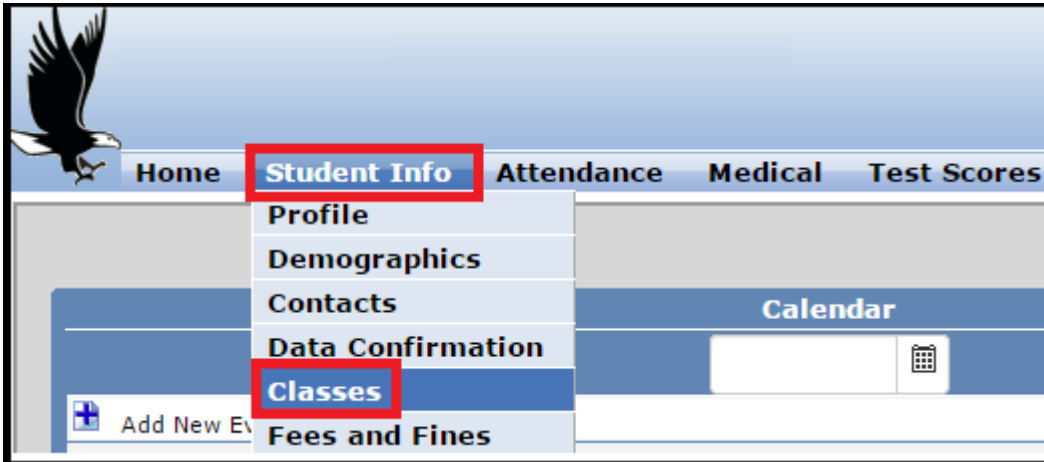 Home Student Info Attendance Medical Test Scores
Profile
Demographics
Contacts
Calendar
Data Confirmation
Classes
Add New Ev
Fees and Fines